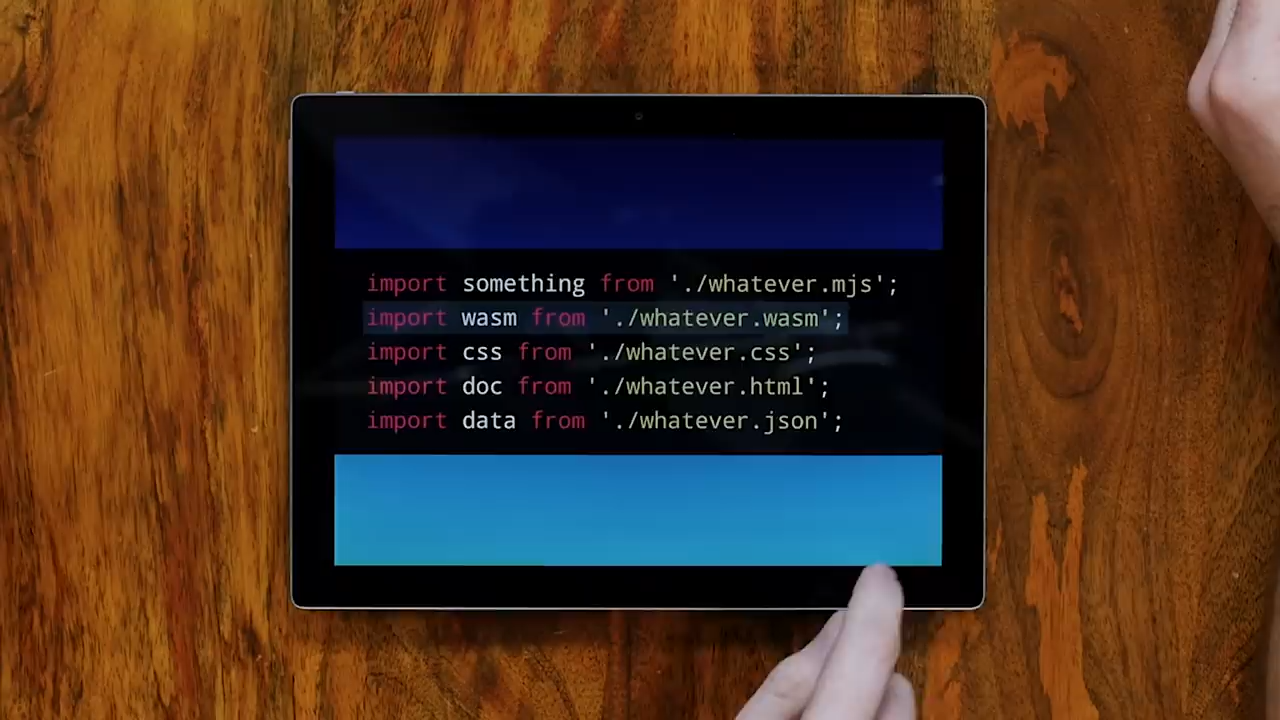 import something from './whatever.mjs';
import wasm from './whatever.wasm';
import css from './whatever.css';
import doc from './whatever.html';
import data from './whatever.json';